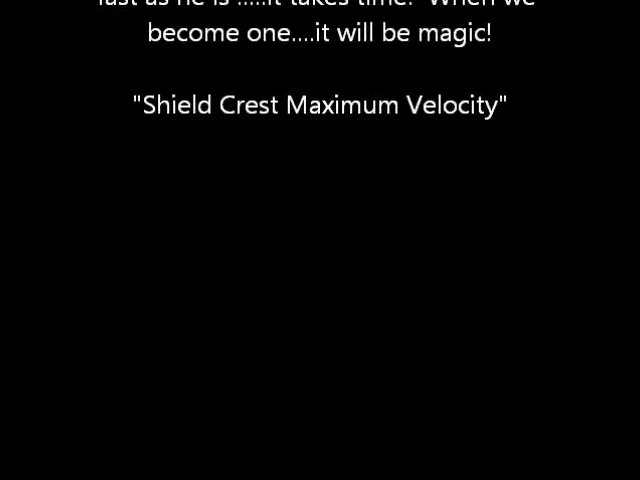 fast as he is .....it takes time. When we
become one....it will be magic!
"Shield Crest Maximum Velocity"